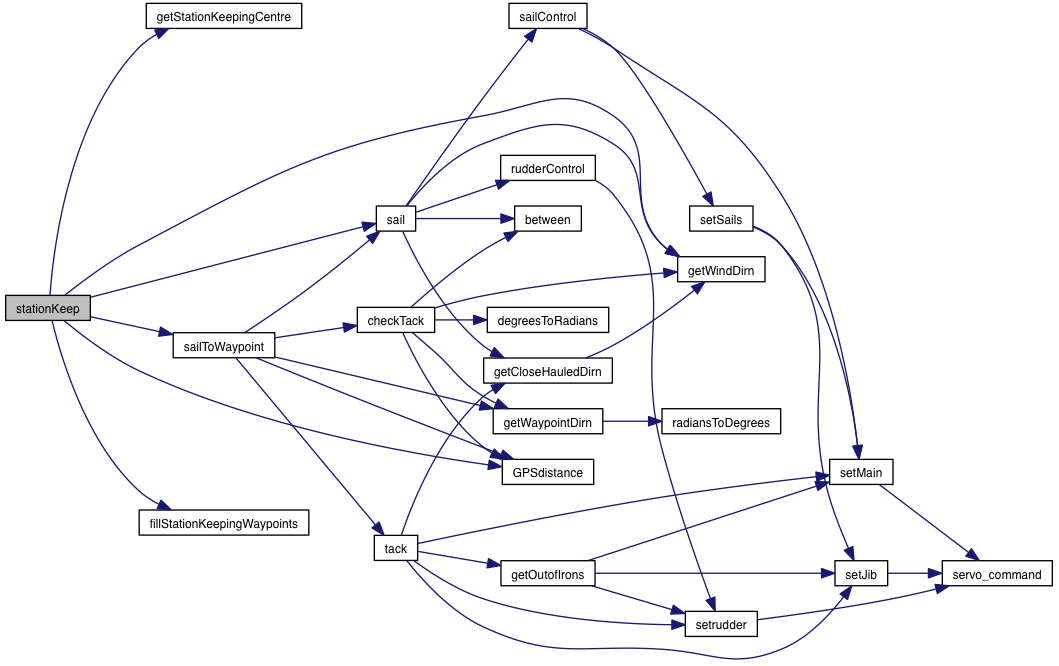 getStationKeepingCentre
sailControl
rudderControl
sail
between
setSails
getWindDirn
stationKeep
checkTack
degreesToRadians
sailToWaypoint
getCloseHauledDirn
getWaypointDirn
radiansToDegrees
GPSdistance
setMain
fillStationKeepingWaypoints
tack
getOutofIrons
setJib
servo_command
setrudder